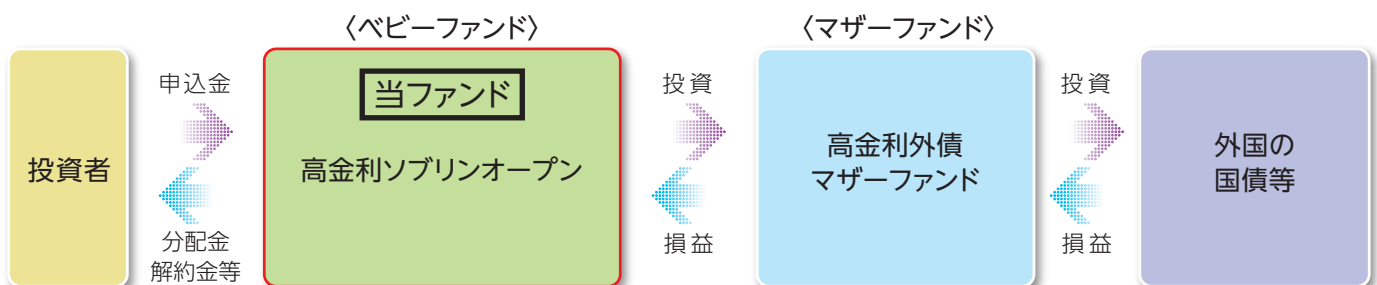 〈ベビーファンド〉
〈マザーファンド〉
投資者
申込金
分配金
解約金等
当ファンド
高金利ソブリンオープン
投資
損益
高金利外債
マザーファンド
投資
損益
外国の
国債等